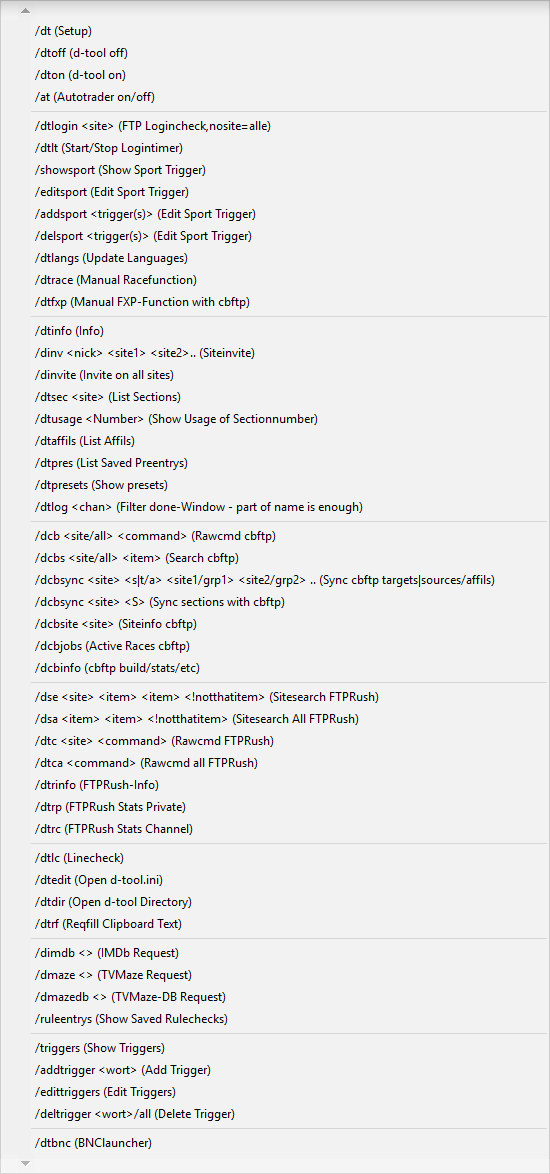 /dt (Setup)
/dtoff (d-tool off)
/dton (d-tool on)
/at (Autotrader on/off)
/dtlogin <site> (FTP Logincheck,nosite=alle)
/dtlt (Start/Stop Logintimer)
/showsport (Show Sport Trigger)
/editsport (Edit Sport Trigger)
/addsport <trigger(s)> (Edit Sport Trigger)
/delsport <trigger(s)> (Edit Sport Trigger)
/dtlangs (Update Languages)
/dtrace (Manual Racefunction)
/dtfxp (Manual FXP-Function with cbftp)
/dtinfo (Info)
/dinv <nick> <site1> <site2>.. (Siteinvite)
/dinvite (Invite on all sites)
/dtsec <site> (List Sections)
/dtusage <Number> (Show Usage of Sectionnumber)
/dtaffils (List Affils)
/dtpres (List Saved Preentrys)
/dtpresets (Show presets)
/dtlog <chan> (Filter done-Window - part of name is enough)
/dcb <site/all> <command> (Rawcmd cbftp)
/dcbs <site/all> <item> (Search cbftp)
/dcbsync <site> <s|t/a> <site1/grp1> <site2/grp2> .. (Sync cbftp targets|sources/affils)
/dcbsync <site> <S> (Sync sections with cbftp)
/dcbsite <site> (Siteinfo cbftp)
/dcbjobs (Active Races cbftp)
/dcbinfo (cbftp build/stats/etc)
/dse <site> <item> <item> <!notthatitem> (Sitesearch FTPRush)
/dsa <item> <item> <!notthatitem> (Sitesearch All FTPRush)
/dtc <site> <command> (Rawcmd FTPRush)
/dtca <command> (Rawcmd all FTPRush)
/dtrinfo (FTPRush-Info)
/dtrp (FTPRush Stats Private)
/dtrc (FTPRush Stats Channel)
/dtlc (Linecheck)
/dtedit (Open d-tool.ini)
/dtdir (Open d-tool Directory)
/dtrf (Reqfill Clipboard Text)
/dimdb <> (IMDb Request)
/dmaze <> (TVMaze Request)
/dmazedb <> (TVMaze-DB Request)
/ruleentrys (Show Saved Rulechecks)
/triggers (Show Triggers)
/addtrigger <wort> (Add Trigger)
/edittriggers (Edit Triggers)
/deltrigger <wort>/all (Delete Trigger)
/dtbnc (BNClauncher)